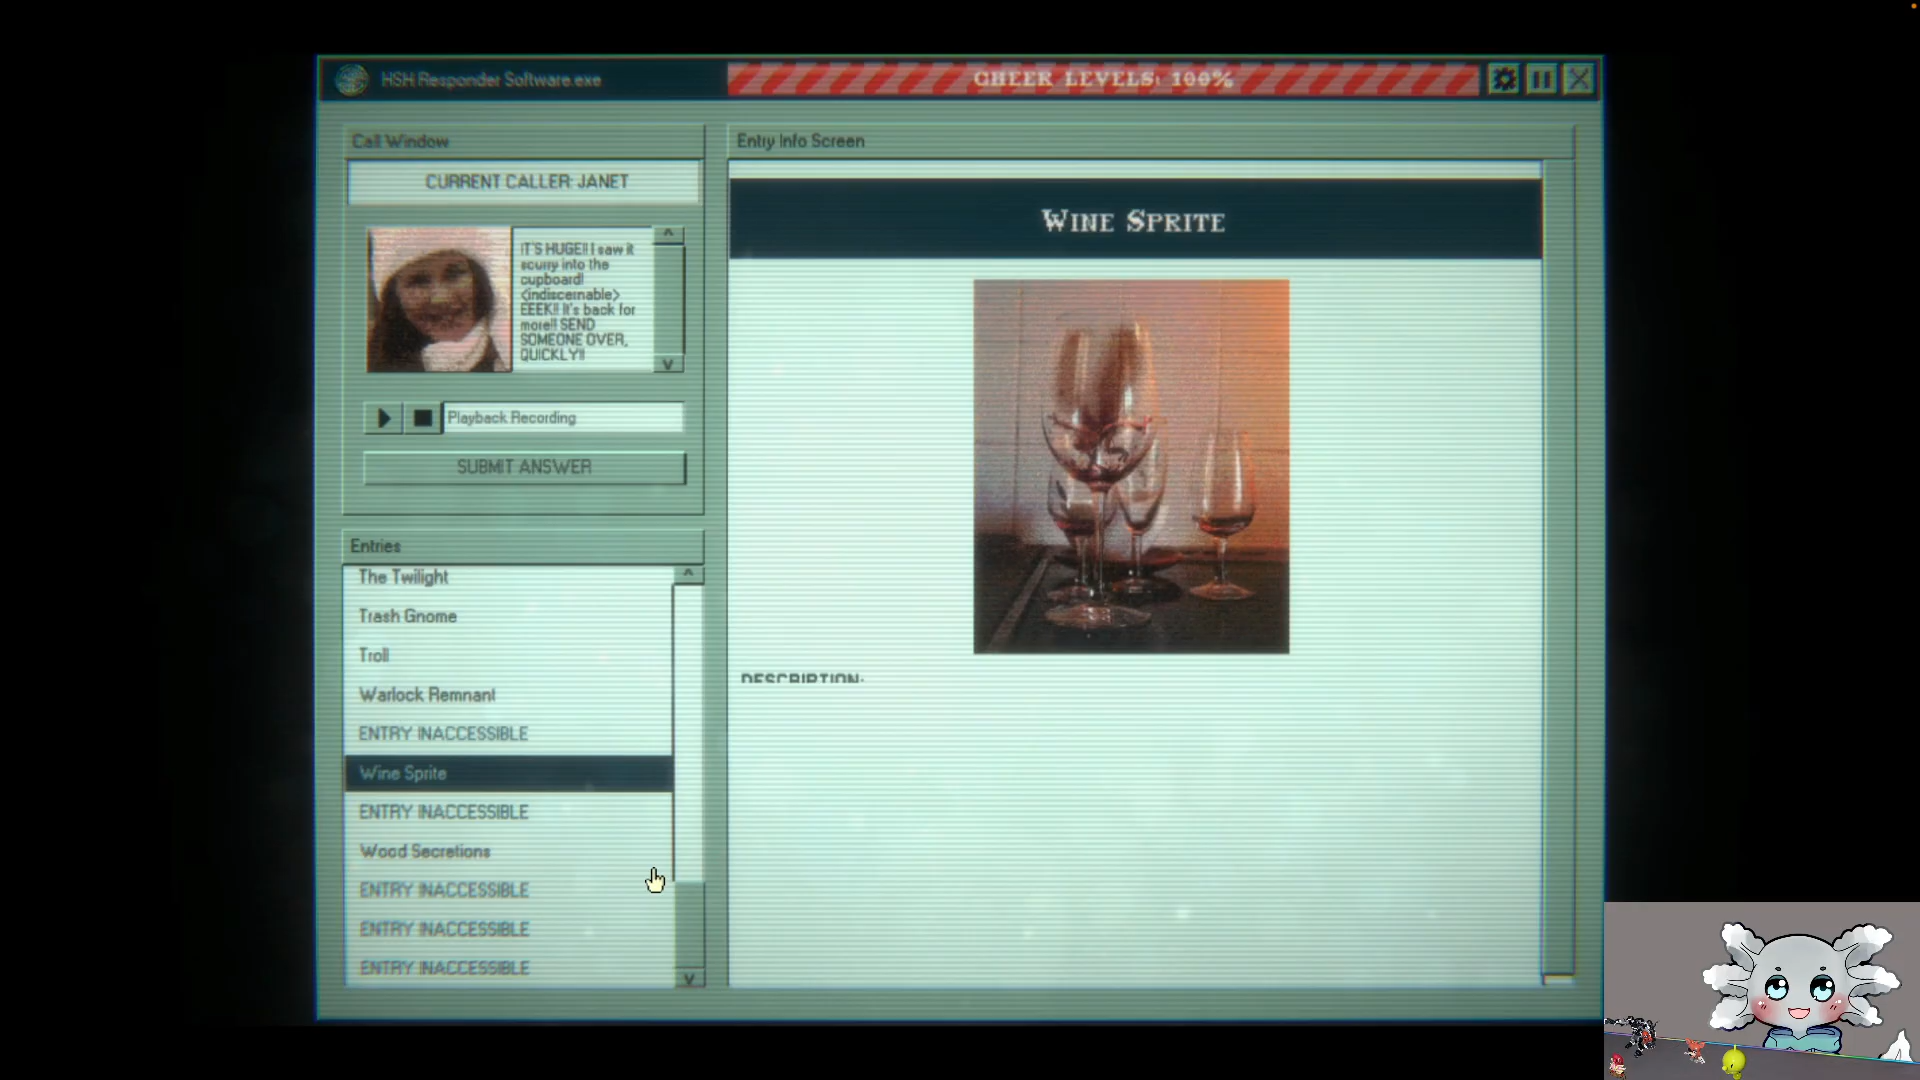 HSH Responder Software.exe
CHEER LEVELS: 100%
Call Window
CURRENT CALLER: JANET
IT'S HUGE!! I saw it
scurry into the
cupboard!
<indiscernable>
EEEK!! It's back for
more!! SEND
SOMEONE OVER,
QUICKLY!!
Playback Recording
SUBMIT ANSWER
Entries
The Twilight
Trash Gnome
Troll
Warlock Remnant
ENTRY INACCESSIBLE
Wine Sprite
ENTRY INACCESSIBLE
Wood Secretions
ENTRY INACCESSIBLE
ENTRY INACCESSIBLE
ENTRY INACCESSIBLE
Entry Info Screen
WINE SPRITE
DESCRIPTION: